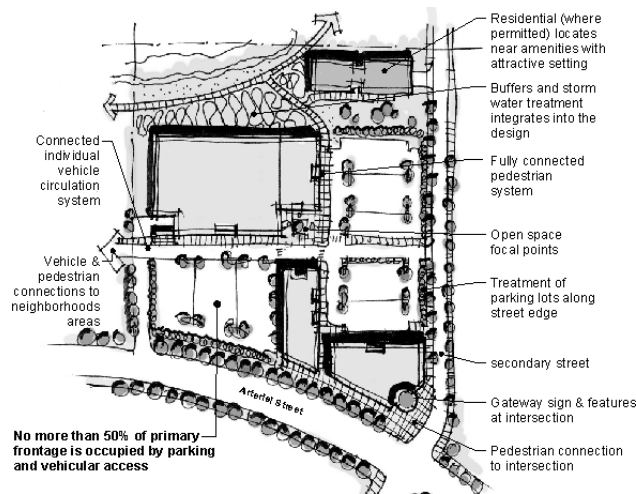 Residential (where
permitted) locates
near amenities with
attractive setting
Buffers and storm
water treatment
integrates into the
design
Connected
individual
vehicle
circulation
system
Fully connected
pedestrian
system
Open space
focal points
Vehicle &
pedestrian
connections to
neighborhoods
areas
Treatment of
parking lots along
street edge
secondary street
Arterial Street
Gateway sign & features
at intersection
No more than 50% of primary
frontage is occupied by parking
and vehicular access
Pedestrian connection
to intersection